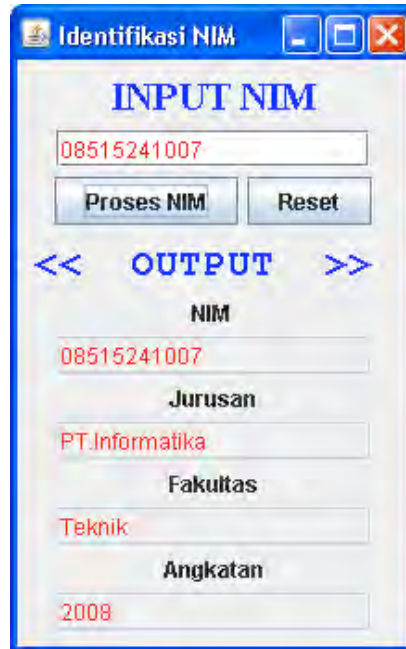 Identifikasi NIM
INPUT NIM
08515241007
Proses NIM Reset
<< OUTPUT >>
NIM
08515241007
Jurusan
PT.Informatika
Fakultas
Teknik
Angkatan
2008